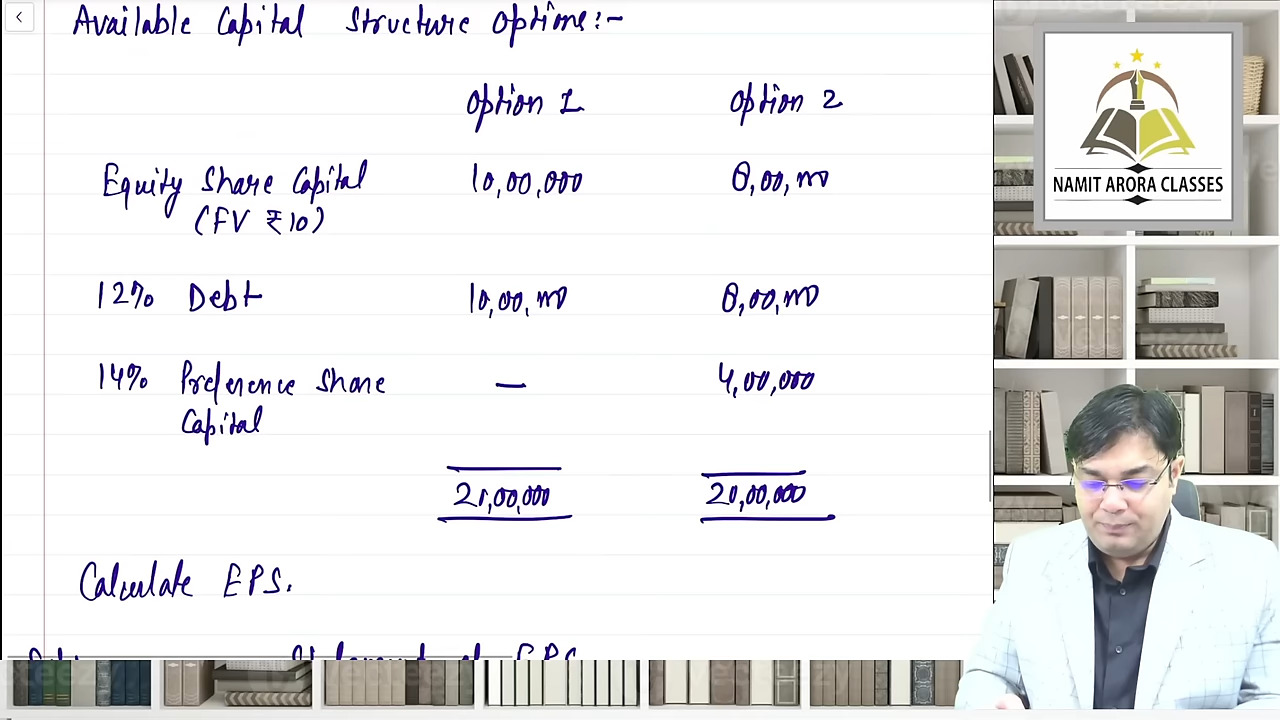 Available Capital Structure options:-
option 1 option 2
Equity Share Capital 10,00,000 8,00,000
(FV ₹10)
12% Debt 10,00,000 8,00,000
14% Preference Share — 4,00,000
Capital
20,00,000 20,00,000
Calculate EPS.
EPS
NAMIT ARORA CLASSES